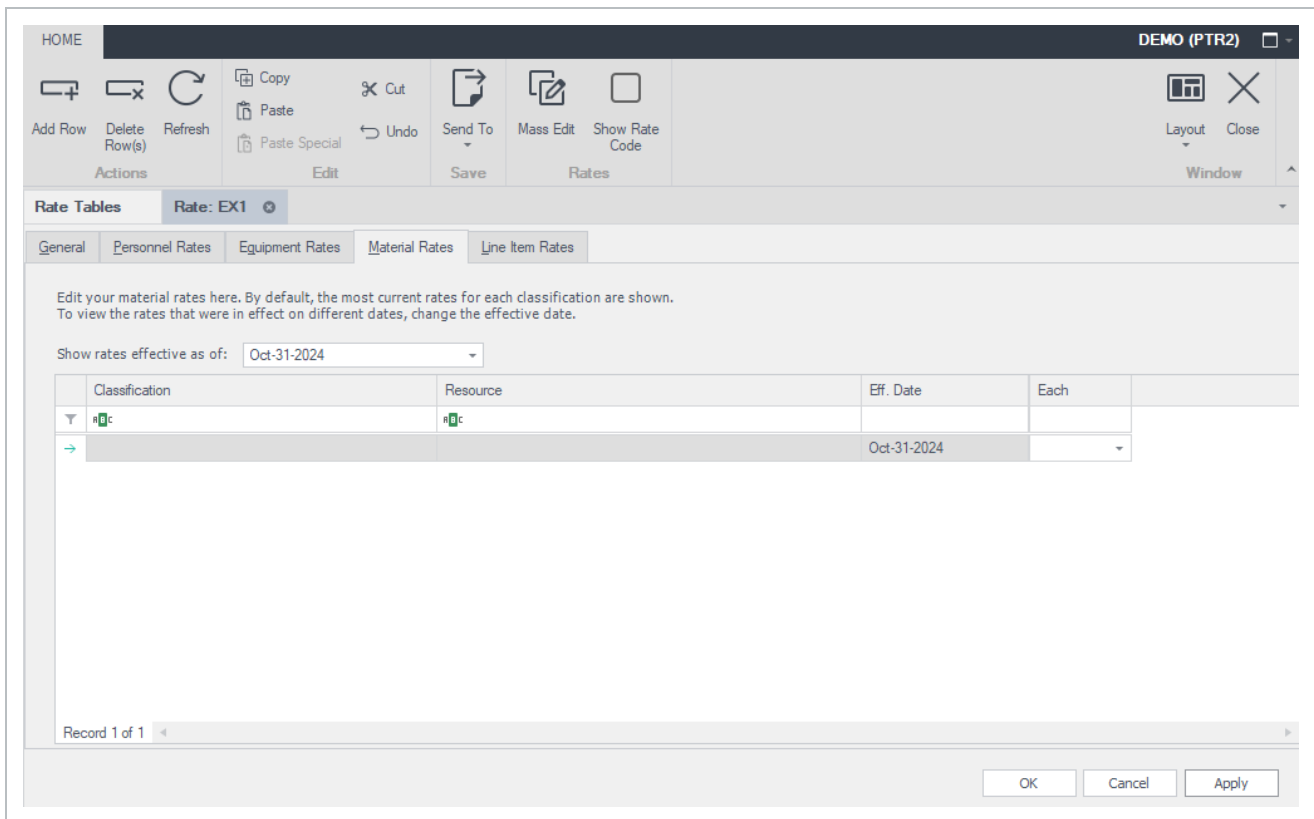 HOME
DEMO (PTR2)
Add Row
Delete
Row(s)
Refresh
Copy
Paste
Paste Special
Cut
Undo
Send To
Mass Edit
Show Rate
Code
Layout
Close
Actions
Edit
Save
Rates
Window
Rate Tables
Rate: EX1
General
Personnel Rates
Equipment Rates
Material Rates
Line Item Rates
Edit your material rates here. By default, the most current rates for each classification are shown.
To view the rates that were in effect on different dates, change the effective date.
Show rates effective as of: Oct-31-2024
Classification Resource Eff. Date Each
ABC ABC
Oct-31-2024
Record 1 of 1
OK Cancel Apply